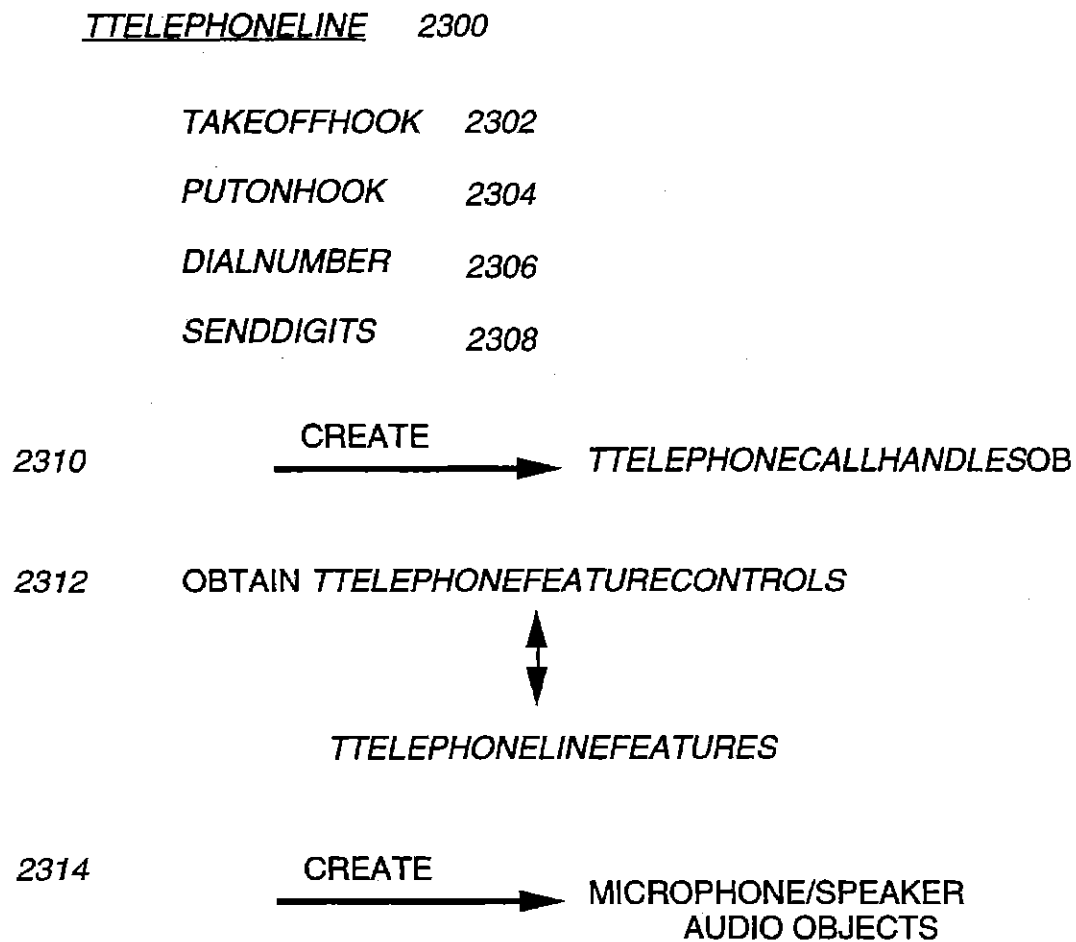 TTELEPHONELINE 2300
TAKEOFFHOOK 2302
PUTONHOOK 2304
DIALNUMBER 2306
SENDDIGITS 2308
2310 CREATE TTELEPHONECALLHANDLESOB
2312 OBTAIN TTELEPHONEFEATURECONTROLS
TTELEPHONELINEFEATURES
2314 CREATE MICROPHONE/SPEAKER
AUDIO OBJECTS